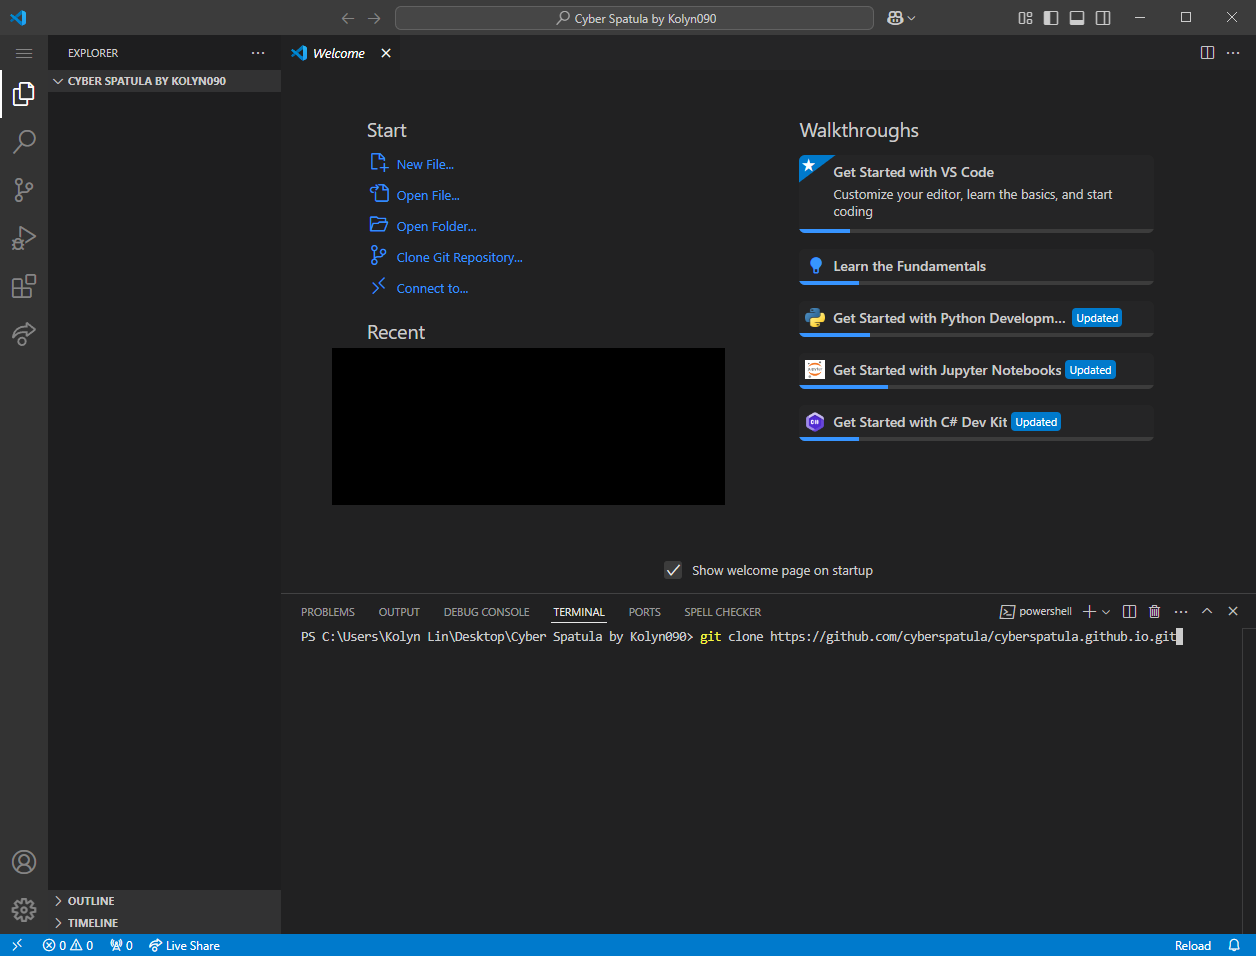 Cyber Spatula by Kolyn090
EXPLORER
CYBER SPATULA BY KOLYN090
Welcome
Start
New File...
Open File...
Open Folder...
Clone Git Repository...
Connect to...
Recent
Walkthroughs
Get Started with VS Code
Customize your editor, learn the basics, and start
coding
Learn the Fundamentals
Get Started with Python Developm... Updated
Get Started with Jupyter Notebooks Updated
Get Started with C# Dev Kit Updated
Show welcome page on startup
PROBLEMS OUTPUT DEBUG CONSOLE TERMINAL PORTS SPELL CHECKER powershell
PS C:\Users\Kolyn Lin\Desktop\Cyber Spatula by Kolyn090> git clone https://github.com/cyberspatula/cyberspatula.github.io.git
OUTLINE
TIMELINE
0 0 0 Live Share Reload